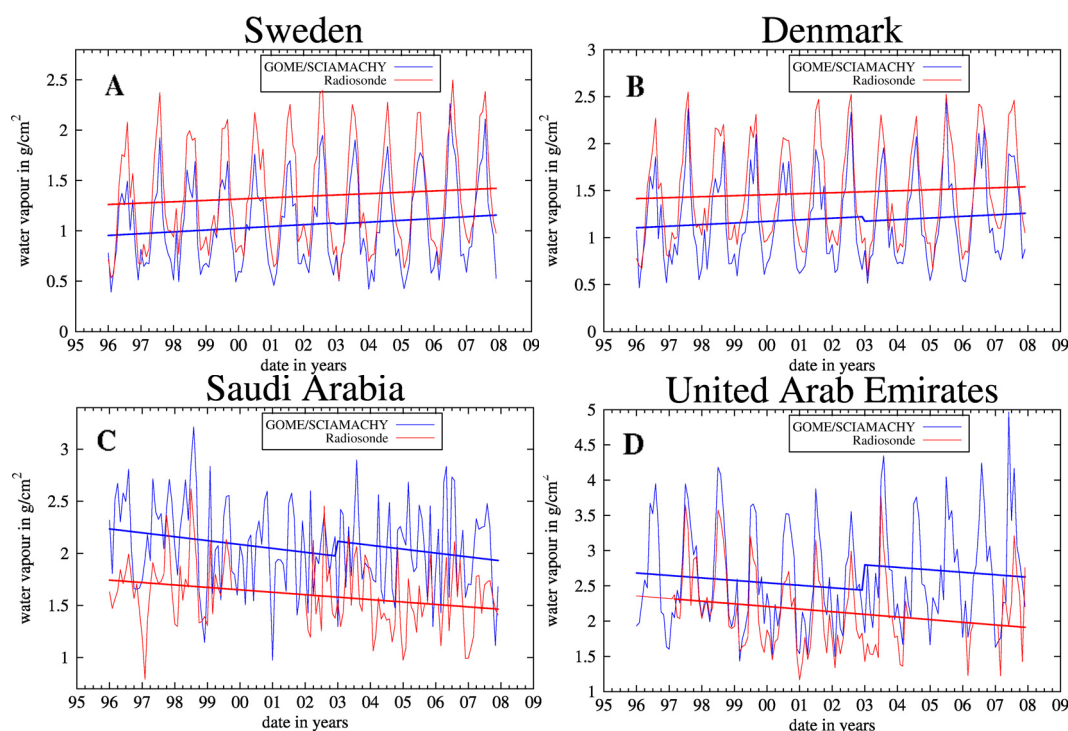 Sweden
A
GOME/SCIAMACHY
Radiosonde
water vapour in g/cm2
2.5
2
1.5
1
0.5
0
95 96 97 98 99 00 01 02 03 04 05 06 07 08 09
date in years
Denmark
B
GOME/SCIAMACHY
Radiosonde
water vapour in g/cm2
3
2.5
2
1.5
1
0.5
0
95 96 97 98 99 00 01 02 03 04 05 06 07 08 09
date in years
Saudi Arabia
C
GOME/SCIAMACHY
Radiosonde
water vapour in g/cm2
3
2.5
2
1.5
1
95 96 97 98 99 00 01 02 03 04 05 06 07 08 09
date in years
United Arab Emirates
D
GOME/SCIAMACHY
Radiosonde
water vapour in g/cm2
5
4.5
4
3.5
3
2.5
2
1.5
1
95 96 97 98 99 00 01 02 03 04 05 06 07 08 09
date in years